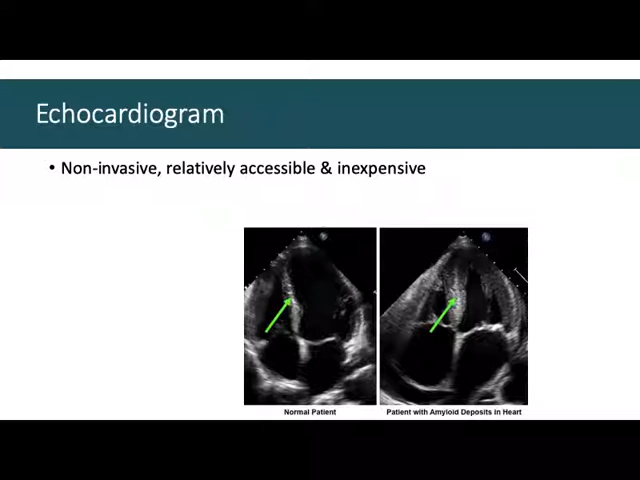 Echocardiogram
• Non-invasive, relatively accessible & inexpensive
Normal Patient
Patient with Amyloid Deposits in Heart